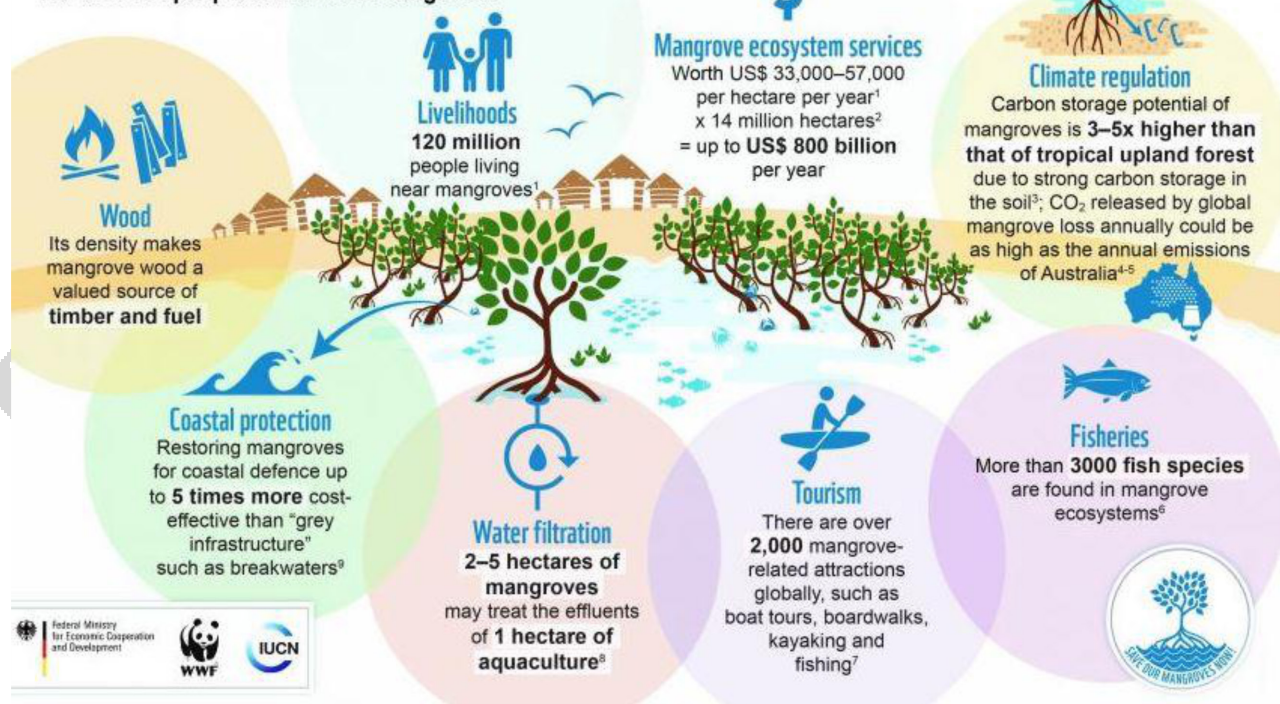 Livelihoods
120 million
people living
near mangroves¹
Mangrove ecosystem services
Worth US$ 33,000–57,000
per hectare per year¹
x 14 million hectares²
= up to US$ 800 billion
per year
Climate regulation
Carbon storage potential of
mangroves is 3–5x higher than
that of tropical upland forest
due to strong carbon storage in
the soil³; CO₂ released by global
mangrove loss annually could be
as high as the annual emissions
of Australia⁴⁻⁵
Wood
Its density makes
mangrove wood a
valued source of
timber and fuel
Coastal protection
Restoring mangroves
for coastal defence up
to 5 times more cost-
effective than “grey
infrastructure”
such as breakwaters⁹
Water filtration
2–5 hectares of
mangroves
may treat the effluents
of 1 hectare of
aquaculture⁸
Tourism
There are over
2,000 mangrove-
related attractions
globally, such as
boat tours, boardwalks,
kayaking and
fishing⁷
Fisheries
More than 3000 fish species
are found in mangrove
ecosystems⁶
Federal Ministry
for Economic Cooperation
and Development
WWF
IUCN
SAVE OUR MANGROVES NOW!